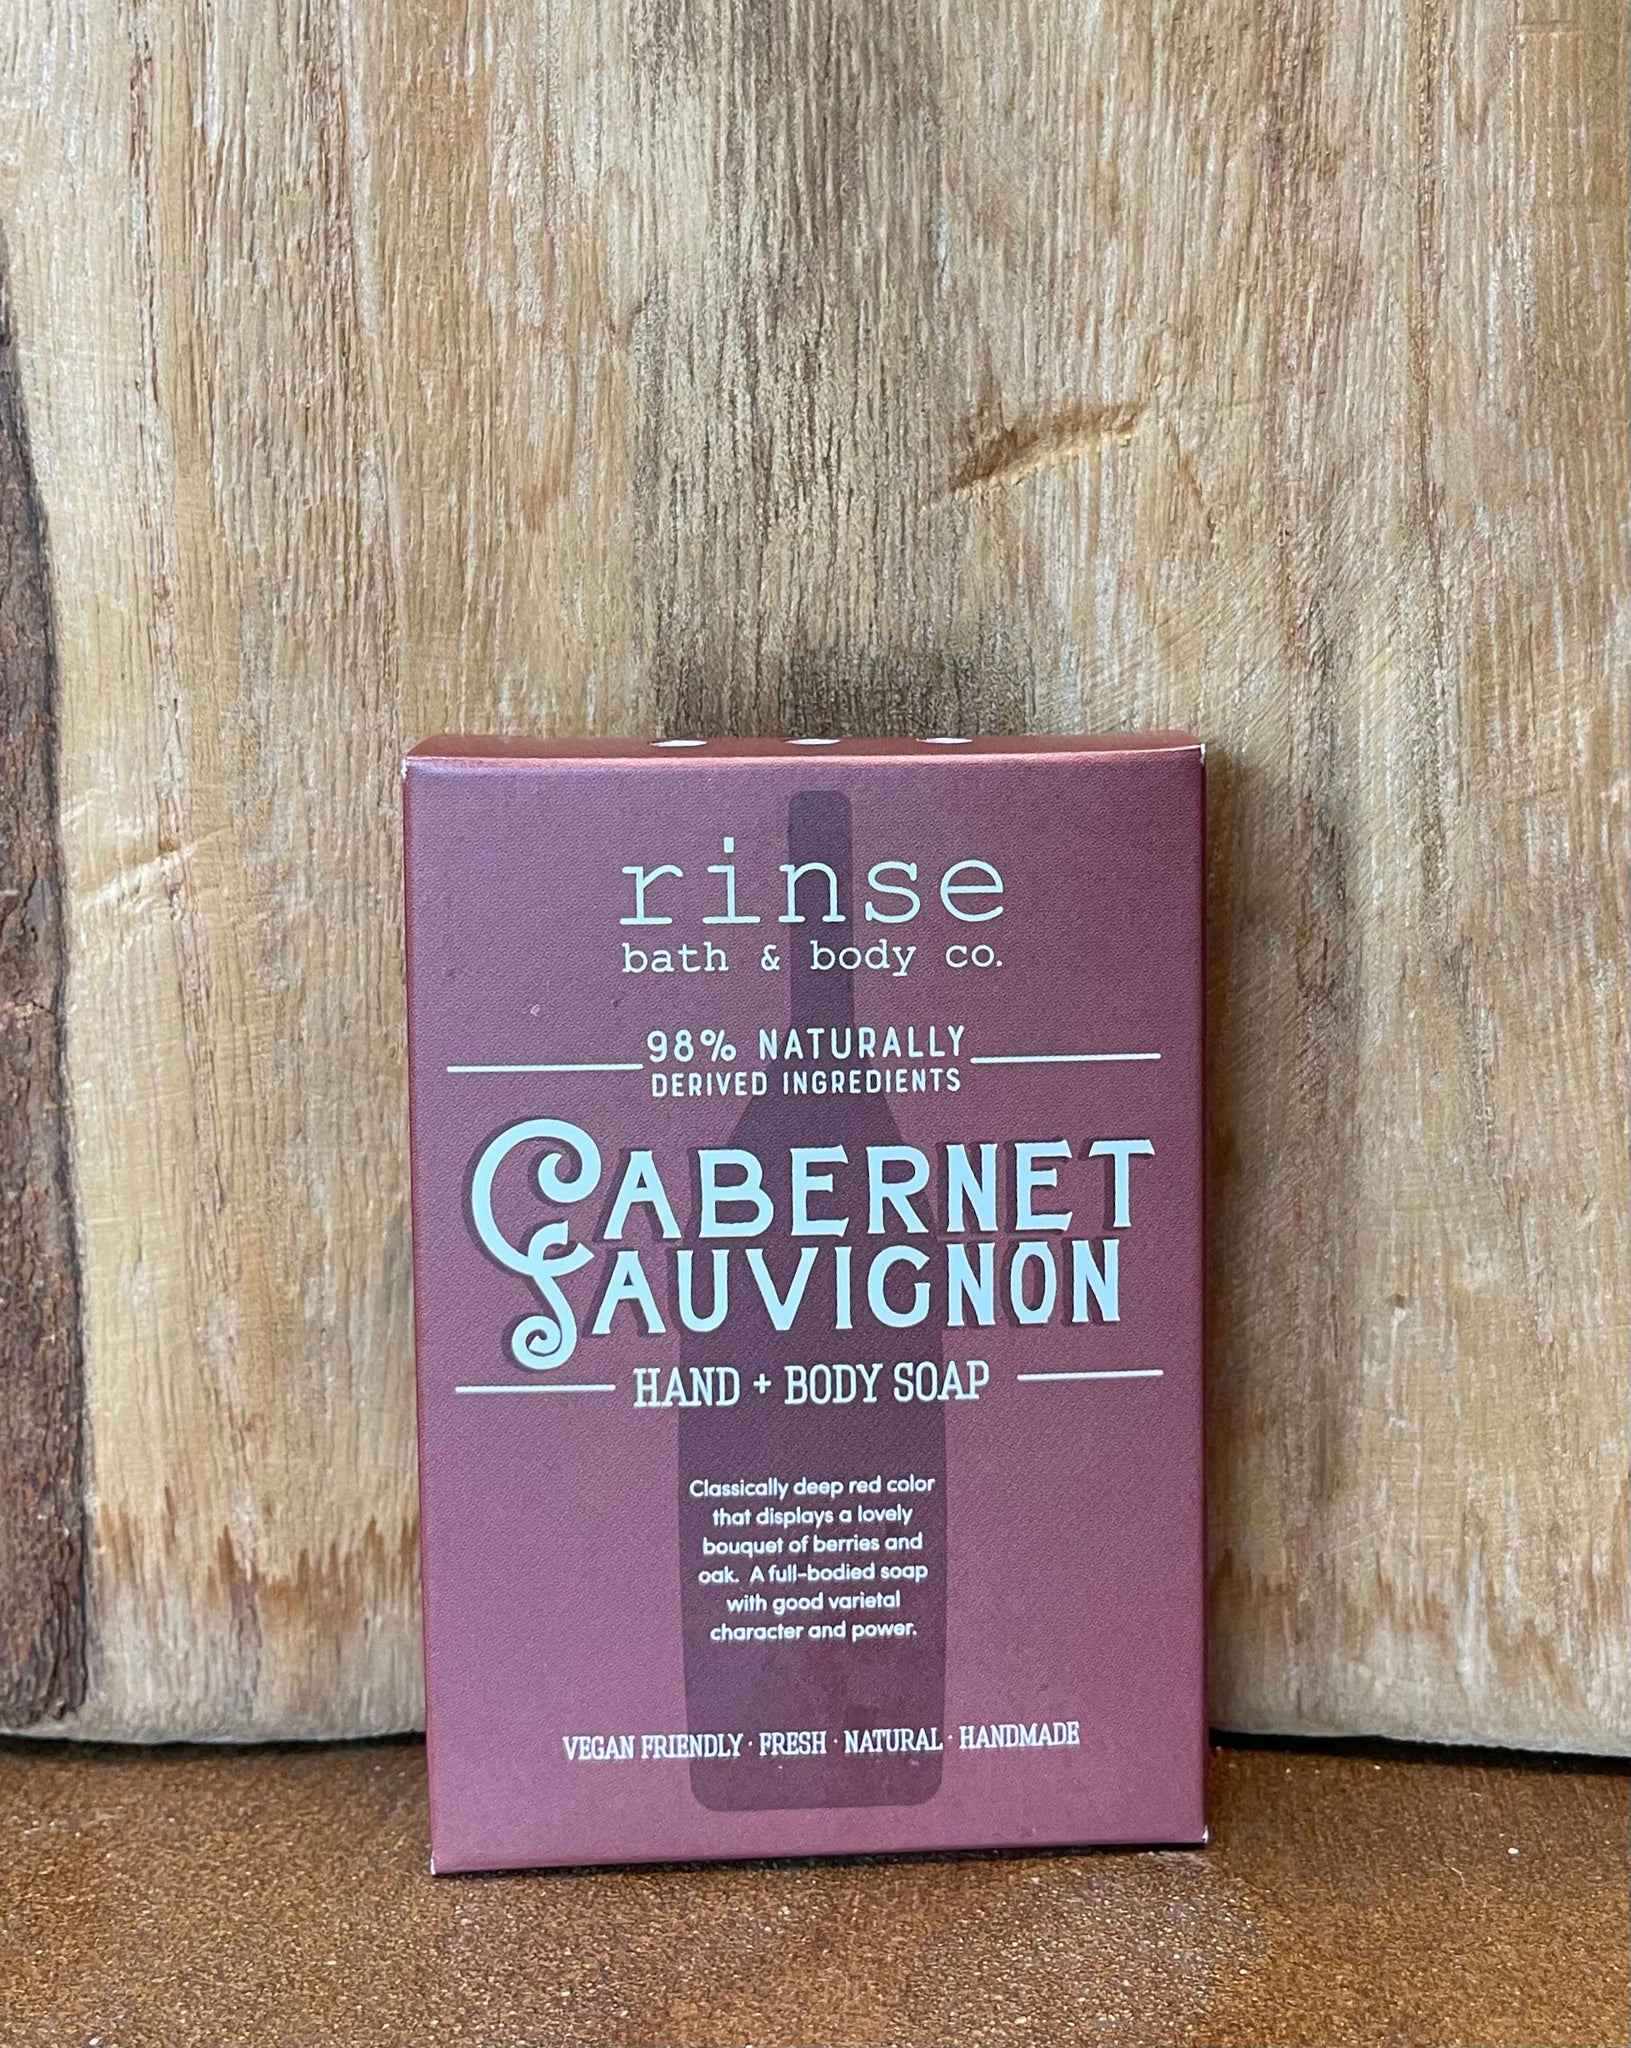 rinse
bath & body co.
98% NATURALLY
DERIVED INGREDIENTS
CABERNET
SAUVIGNON
HAND + BODY SOAP
Classically deep red color
that displays a lovely
bouquet of berries and
oak. A full-bodied soap
with good varietal
character and power.
VEGAN FRIENDLY · FRESH · NATURAL · HANDMADE